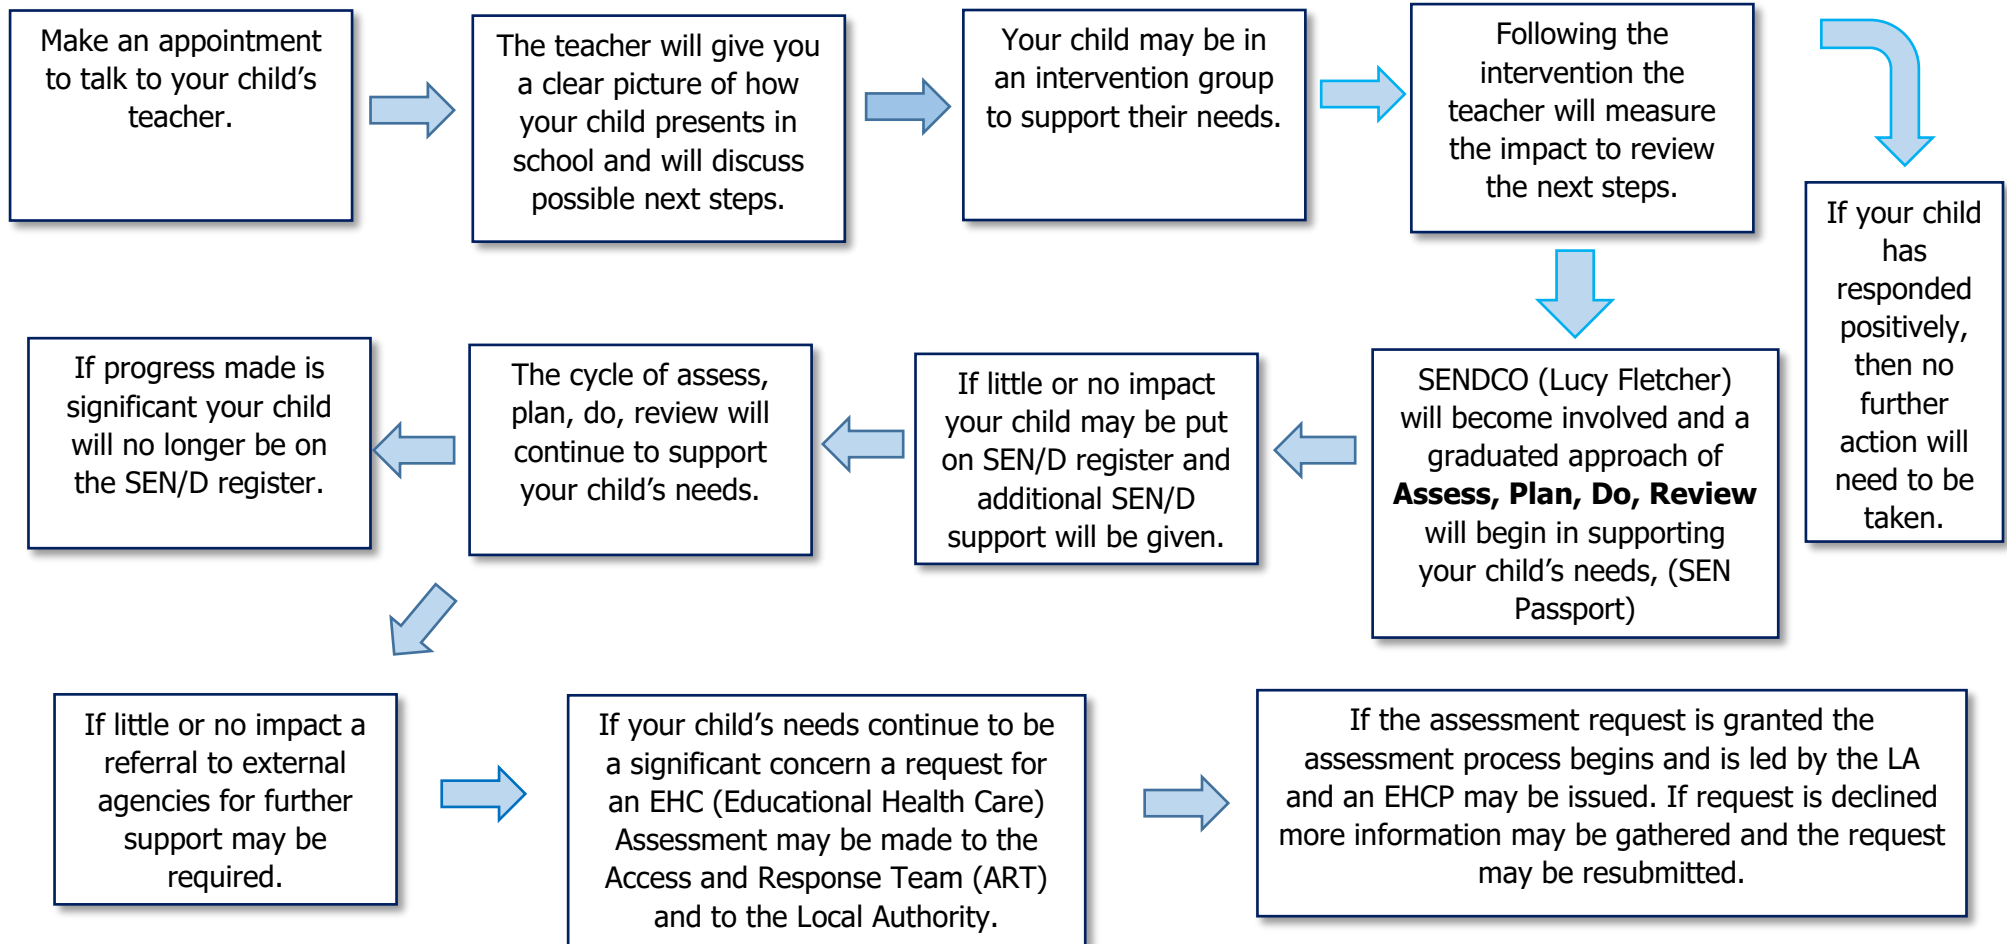 Make an appointment
to talk to your child's
teacher.
The teacher will give you
a clear picture of how
your child presents in
school and will discuss
possible next steps.
Your child may be in
an intervention group
to support their needs.
Following the
intervention the
teacher will measure
the impact to review
the next steps.
If your child
has
responded
positively,
then no
further
action will
need to be
taken.
SENDCO (Lucy Fletcher)
will become involved and a
graduated approach of
Assess, Plan, Do, Review
will begin in supporting
your child's needs, (SEN
Passport)
If little or no impact
your child may be put
on SEN/D register and
additional SEN/D
support will be given.
The cycle of assess,
plan, do, review will
continue to support
your child's needs.
If progress made is
significant your child
will no longer be on
the SEN/D register.
If little or no impact a
referral to external
agencies for further
support may be
required.
If your child's needs continue to be
a significant concern a request for
an EHC (Educational Health Care)
Assessment may be made to the
Access and Response Team (ART)
and to the Local Authority.
If the assessment request is granted the
assessment process begins and is led by the LA
and an EHCP may be issued. If request is declined
more information may be gathered and the request
may be resubmitted.